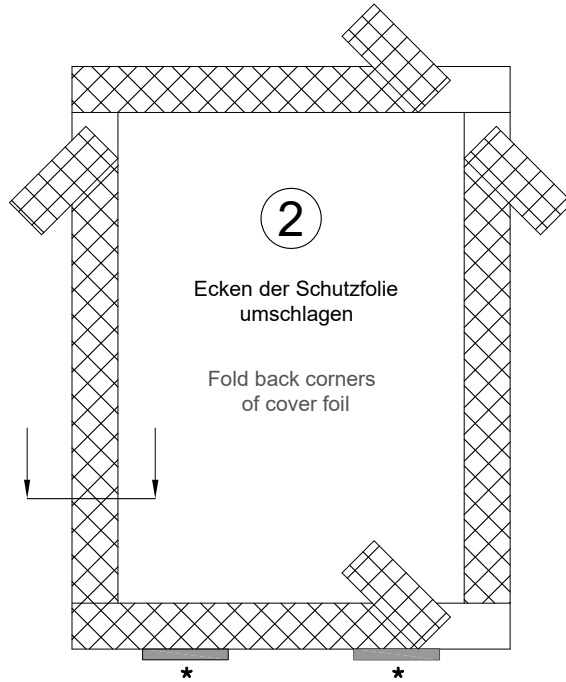 2
Ecken der Schutzfolie
umschlagen
Fold back corners
of cover foil
* *